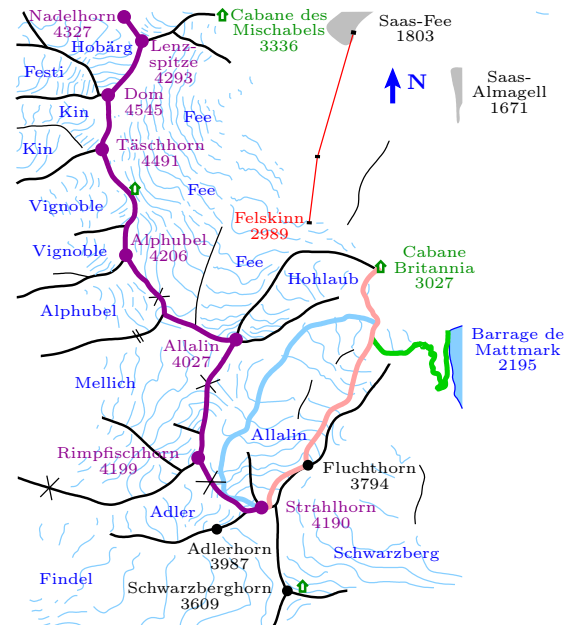 Nadelhorn
4327
Cabane des
Mischabels
3336
Saas-Fee
1803
Hobärg
Lenz-
spitze
4293
Festi
N
Saas-
Almagell
1671
Dom
4545
Kin
Fee
Täschhorn
4491
Kin
Fee
Vignoble
Felskinn
2989
Vignoble
Alphubel
4206
Fee
Cabane
Britannia
3027
Hohlaub
Alphubel
Allalin
4027
Barrage de
Mattmark
2195
Mellich
Allalin
Rimpfischhorn
4199
Fluchthorn
3794
Adler
Strahlhorn
4190
Adlerhorn
3987
Schwarzberg
Findel
Schwarzberghorn
3609